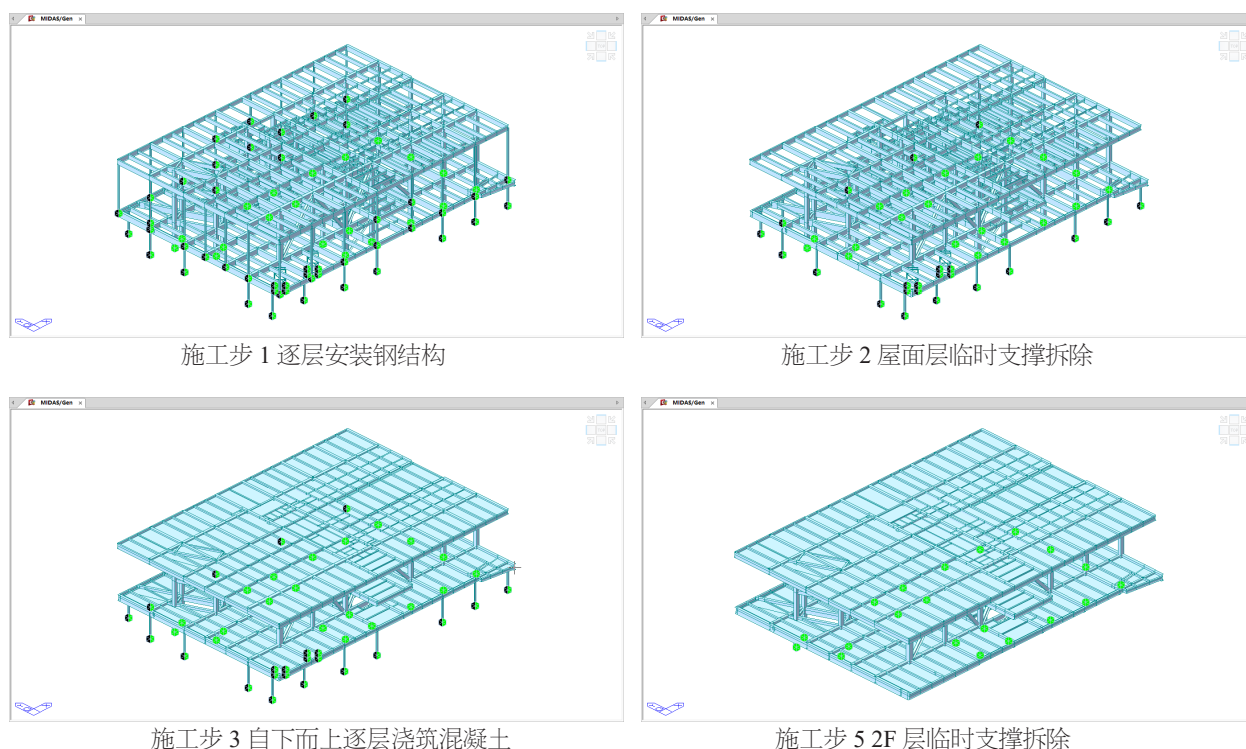 MIDAS/Gen
MIDAS/Gen
施工步 1 逐层安装钢结构
施工步 2 屋面层临时支撑拆除
MIDAS/Gen
MIDAS/Gen
施工步 3 自下而上逐层浇筑混凝土
施工步 5 2F 层临时支撑拆除